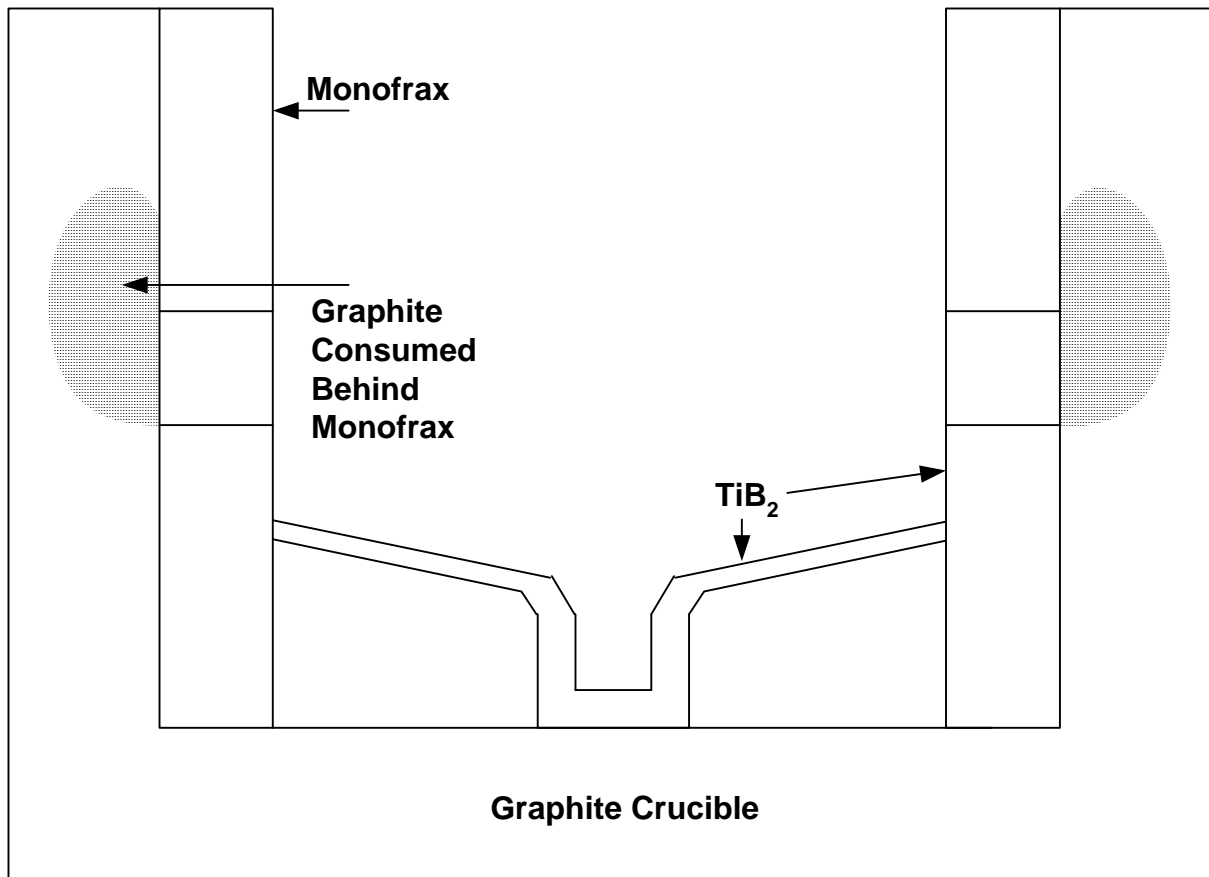 Monofrax
Graphite
Consumed
Behind
Monofrax
TiB₂
Graphite Crucible